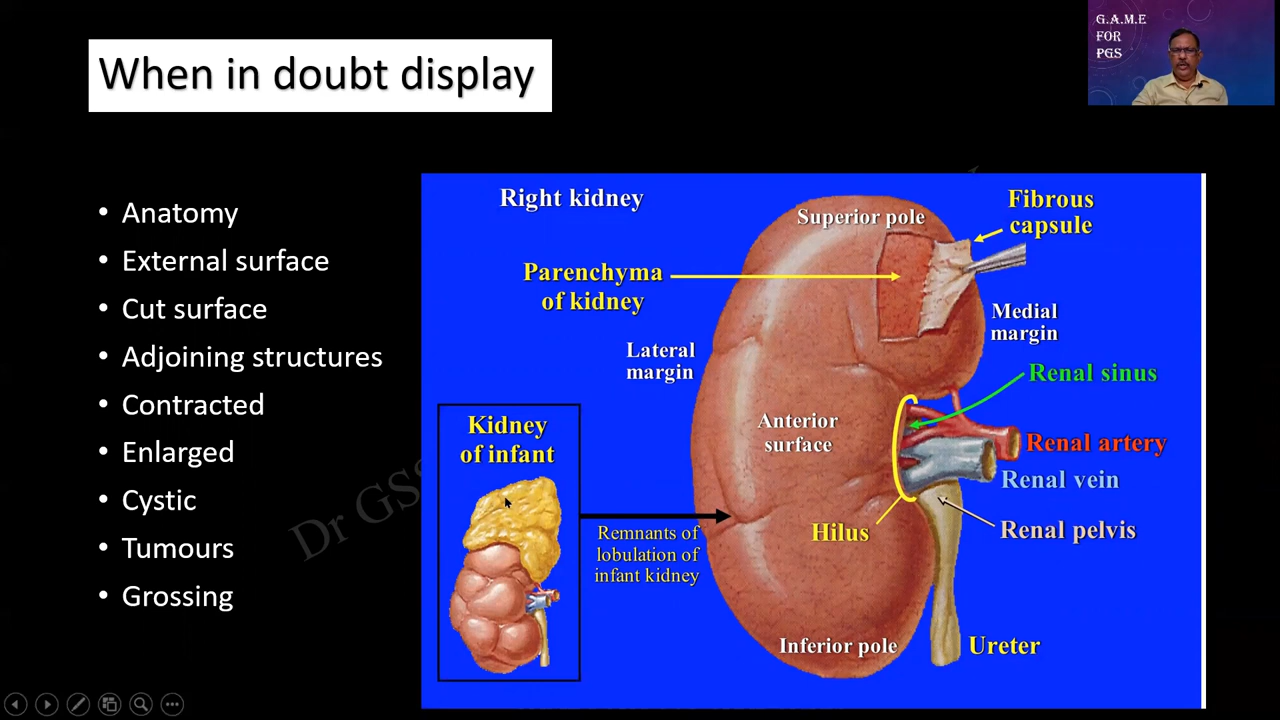 G.A.M.E
FOR
PGS
When in doubt display
• Anatomy
• External surface
• Cut surface
• Adjoining structures
• Contracted
• Enlarged
• Cystic
• Tumours
• Grossing
Right kidney
Superior pole
Fibrous
capsule
Parenchyma
of kidney
Medial
margin
Lateral
margin
Renal sinus
Anterior
surface
Renal artery
Renal vein
Kidney
of infant
Hilus
Renal pelvis
Remnants of
lobulation of
infant kidney
Inferior pole
Ureter
Dr GSS